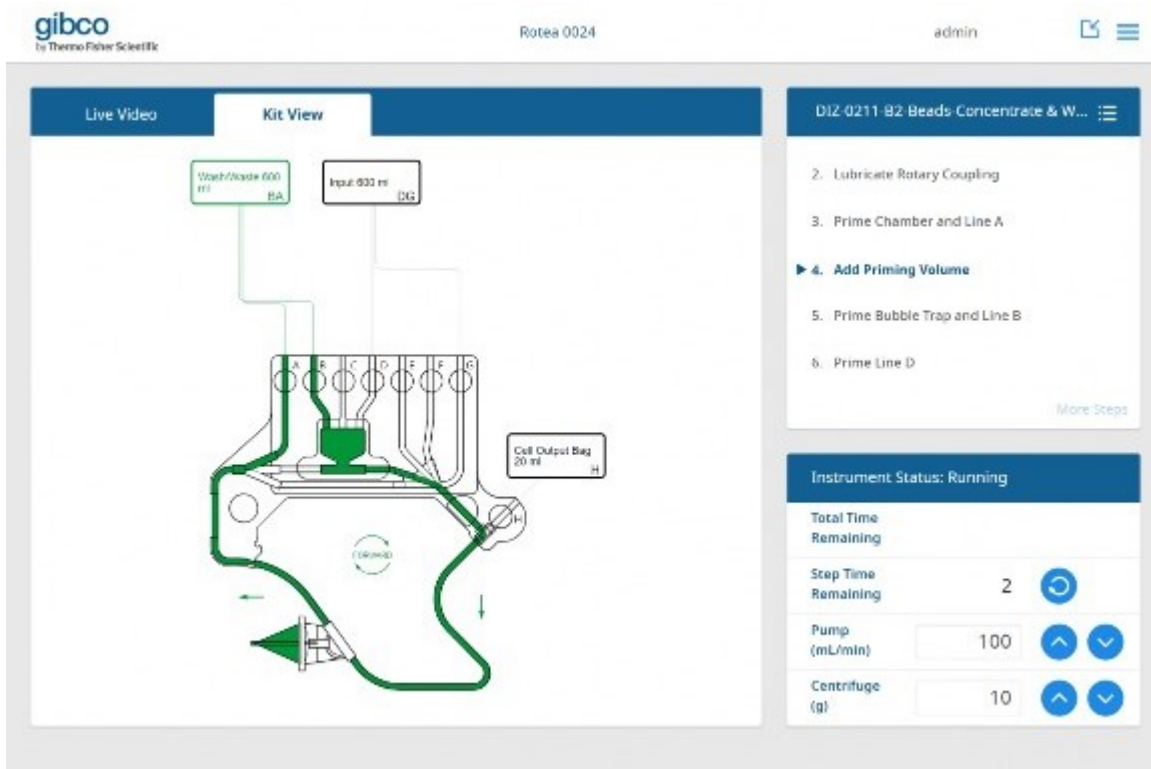 gibco
by Thermo Fisher Scientific
Rotea 0024
admin
Live Video
Kit View
Wash/Waste 600
ml
BA
Input 600 ml
DG
A
B
C
D
E
F
G
Cell Output Bag
20 ml
H
H
FORWARD
DIZ-0211-B2-Beads-Concentrate & W...
2. Lubricate Rotary Coupling
3. Prime Chamber and Line A
4. Add Priming Volume
5. Prime Bubble Trap and Line B
6. Prime Line D
More Steps
Instrument Status: Running
Total Time
Remaining
Step Time
Remaining
2
Pump
(mL/min)
100
Centrifuge
(g)
10